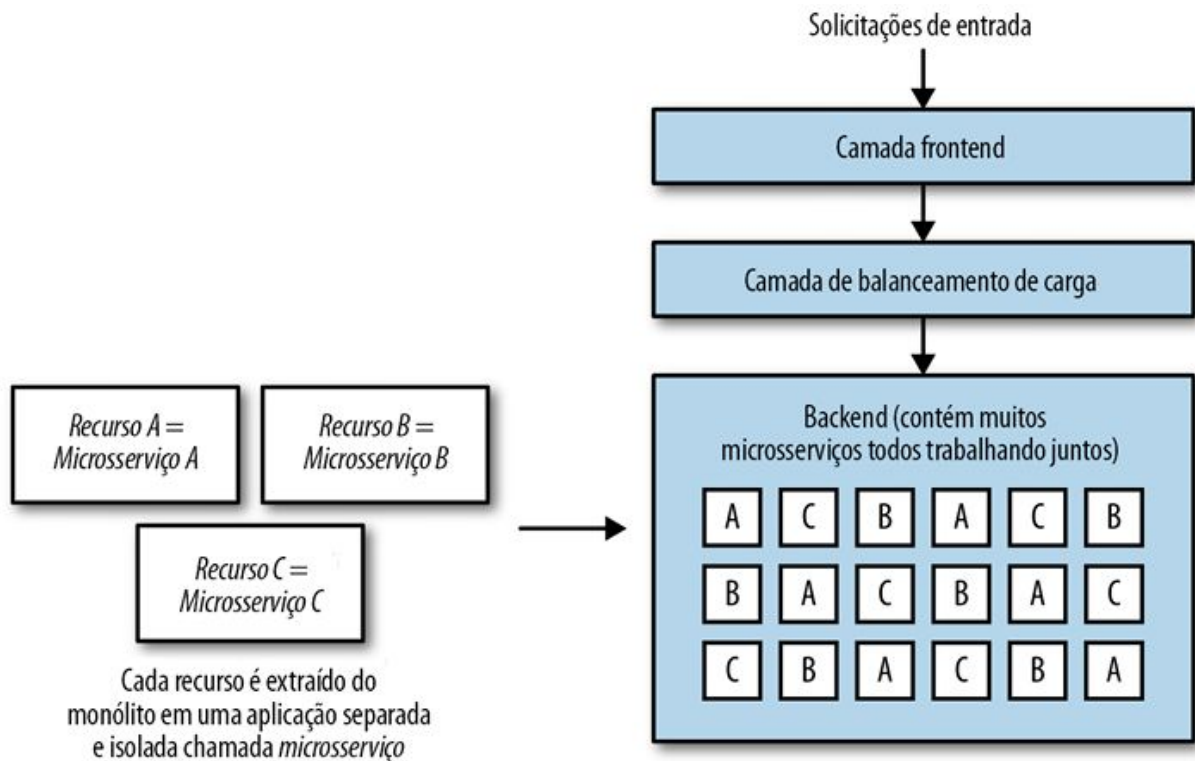 Solicitações de entrada
Camada frontend
Camada de balanceamento de carga
Recurso A =
Microsserviço A
Recurso B =
Microsserviço B
Recurso C =
Microsserviço C
Cada recurso é extraído do
monólito em uma aplicação separada
e isolada chamada microsserviço
Backend (contém muitos
microsserviços todos trabalhando juntos)
A C B A C B
B A C B A C
C B A C B A